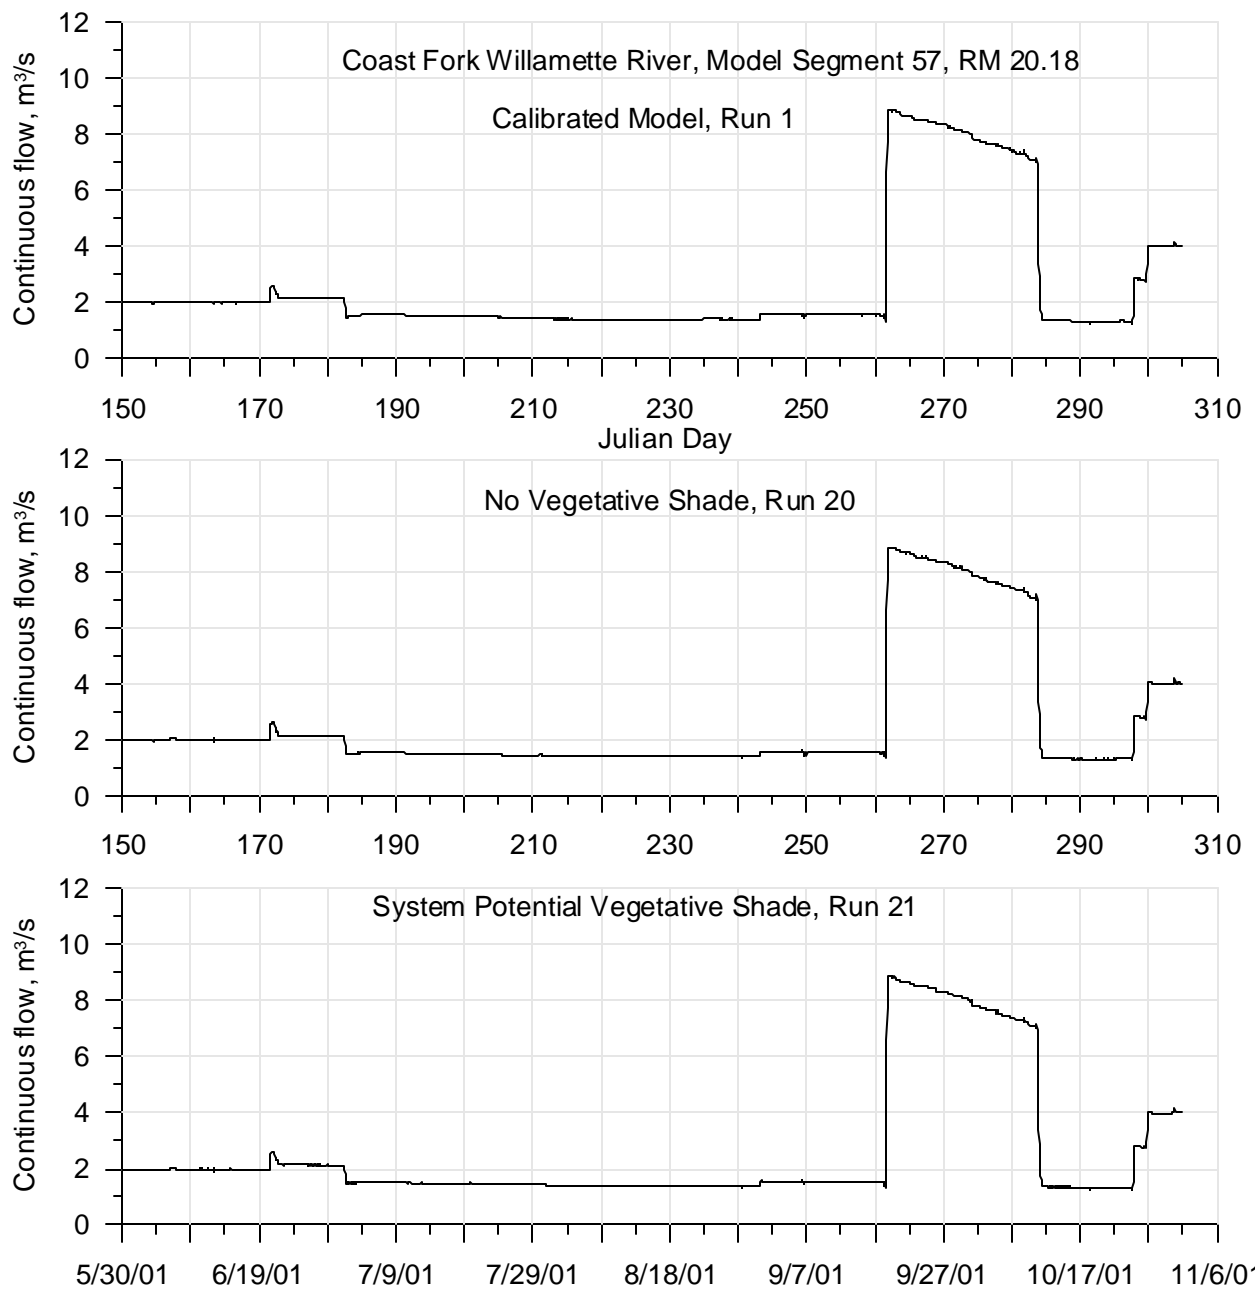 12
Coast Fork Willamette River, Model Segment 57, RM 20.18
10
Calibrated Model, Run 1
8
6
4
2
0
Continuous flow, m³/s
150 170 190 210 230 250 270 290 310
Julian Day
12
No Vegetative Shade, Run 20
10
8
6
4
2
0
Continuous flow, m³/s
150 170 190 210 230 250 270 290 310
12
System Potential Vegetative Shade, Run 21
10
8
6
4
2
0
Continuous flow, m³/s
5/30/01 6/19/01 7/9/01 7/29/01 8/18/01 9/7/01 9/27/01 10/17/01 11/6/01